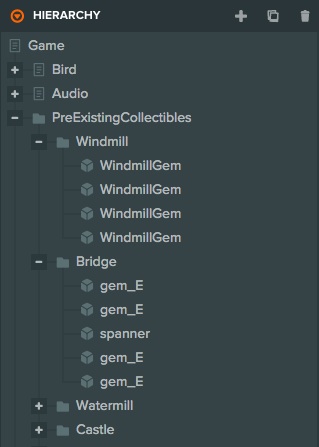 HIERARCHY
Game
Bird
Audio
PreExistingCollectibles
Windmill
WindmillGem
WindmillGem
WindmillGem
WindmillGem
Bridge
gem_E
gem_E
spanner
gem_E
gem_E
Watermill
Castle